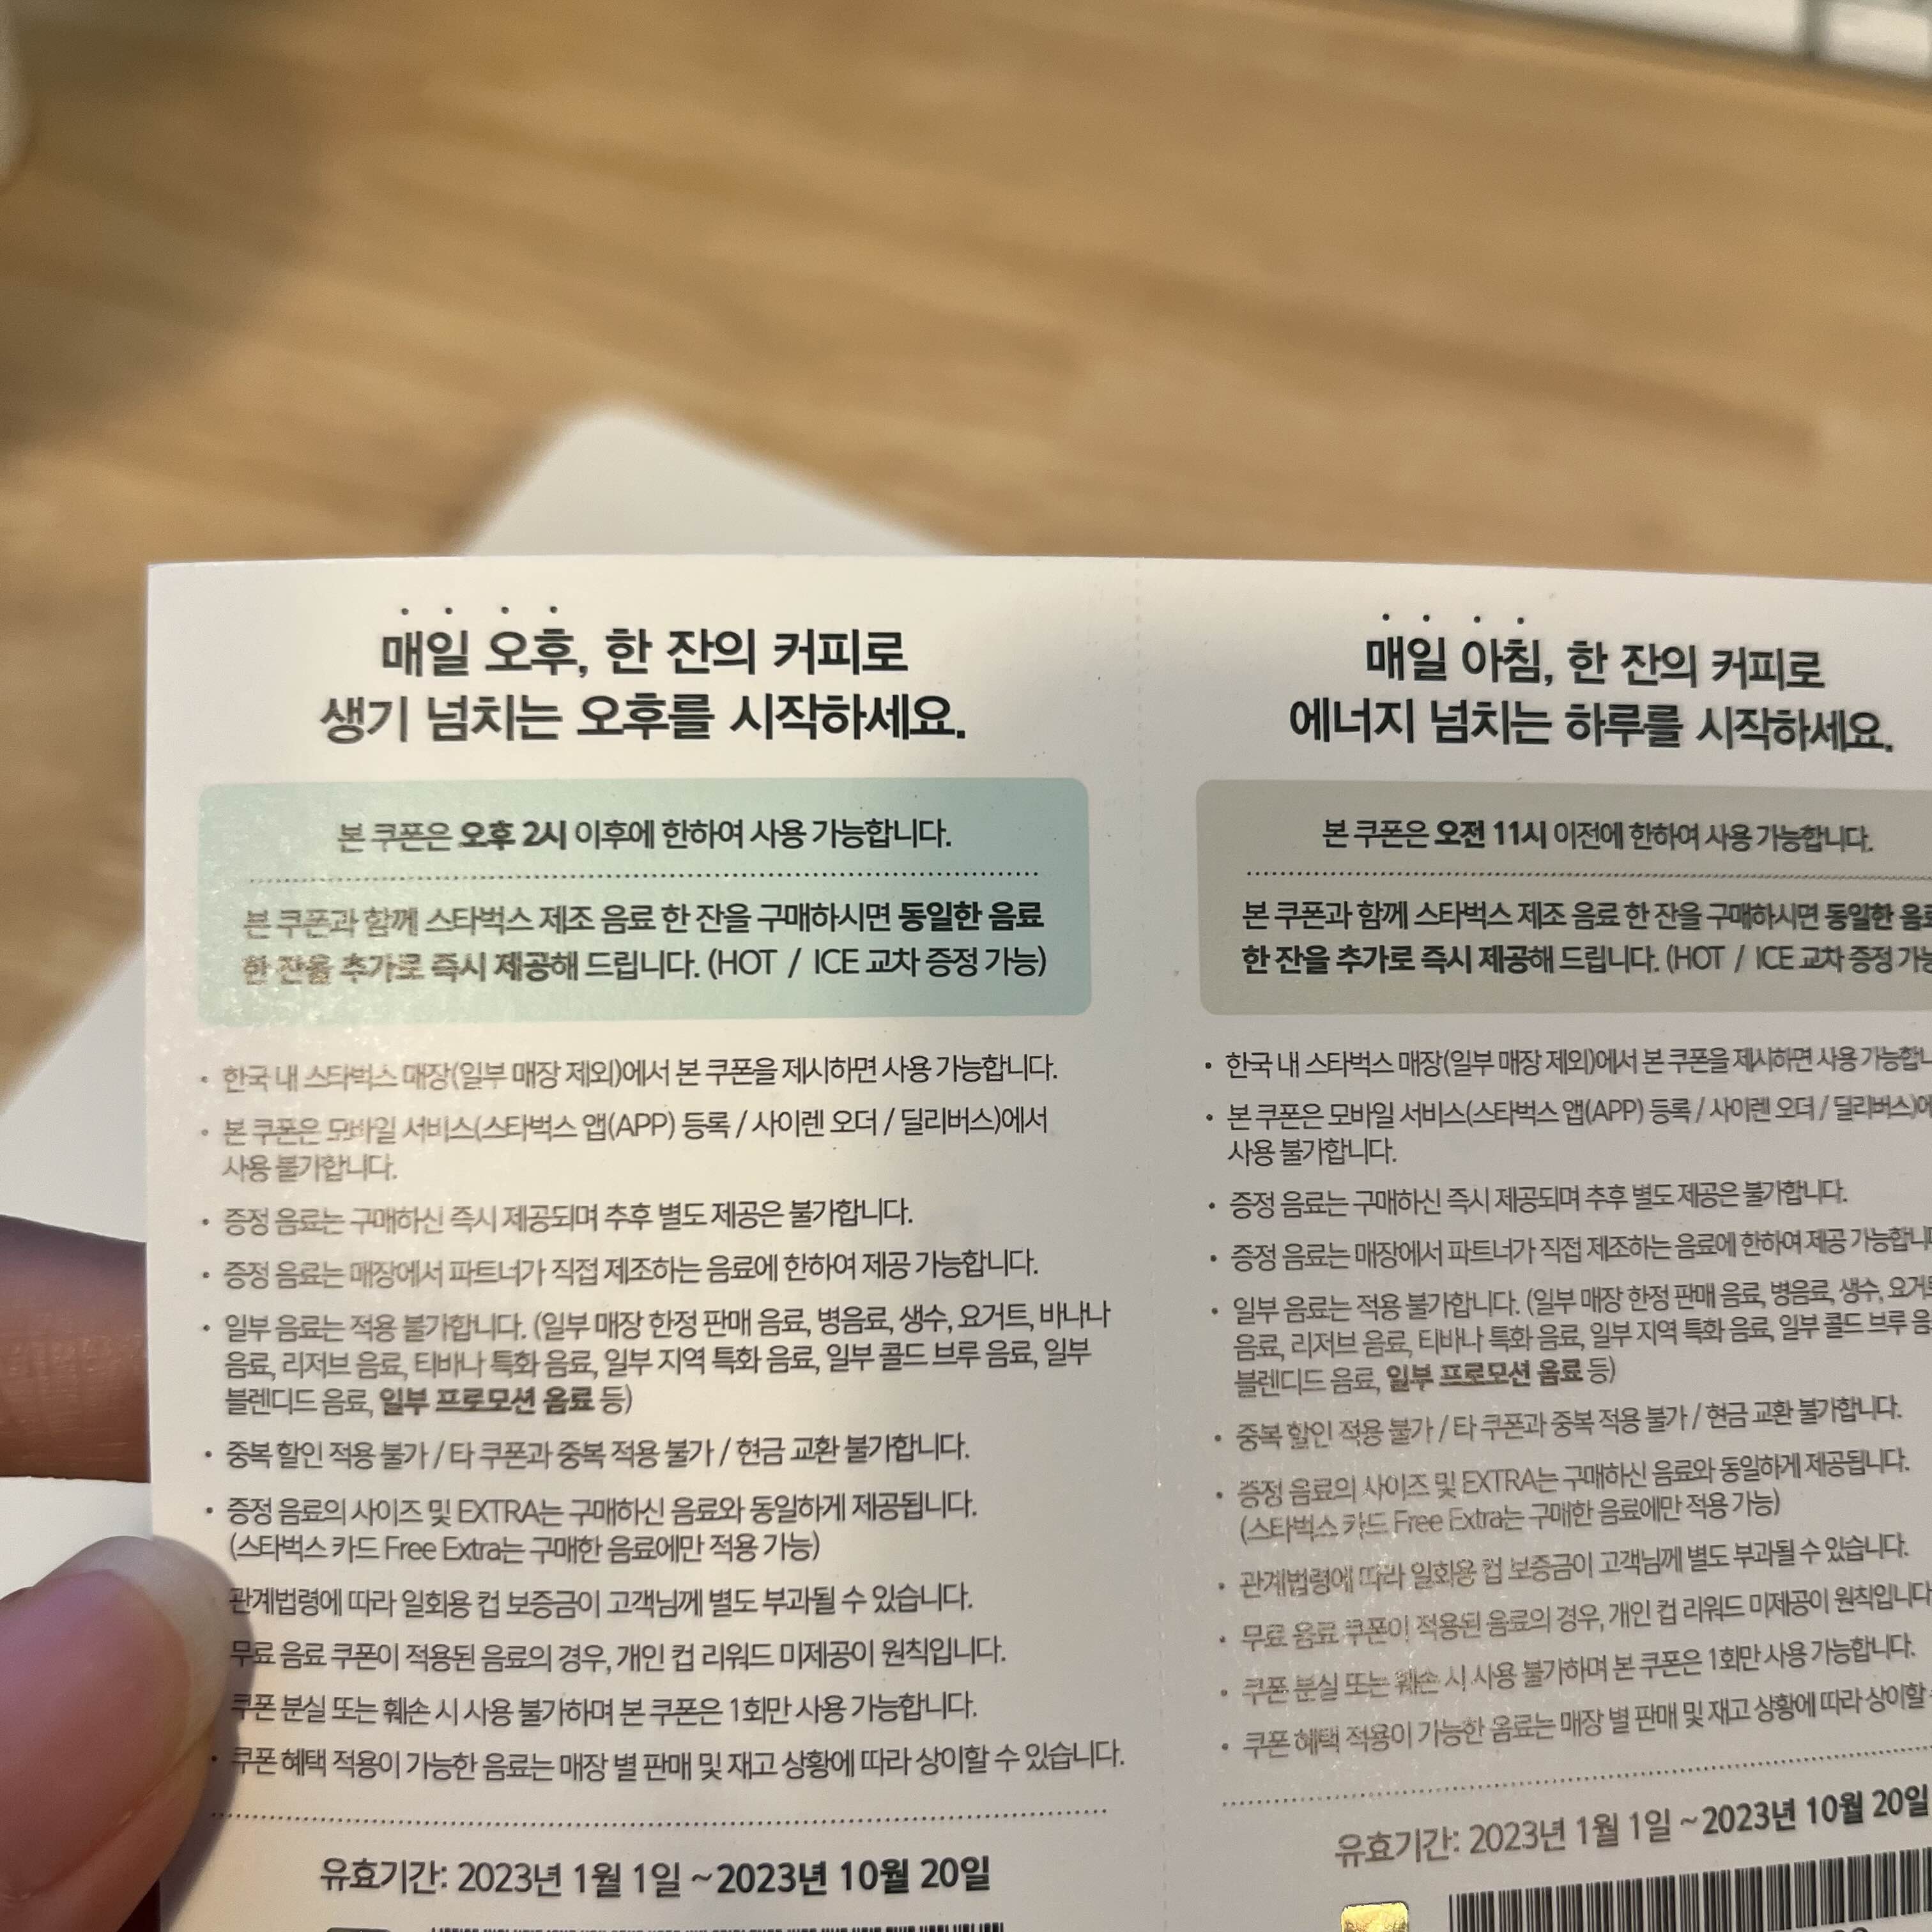 매일 오후, 한 잔의 커피로
생기 넘치는 오후를 시작하세요.
본 쿠폰은 오후 2시 이후에 한하여 사용 가능합니다.
본 쿠폰과 함께 스타벅스 제조 음료 한 잔을 구매하시면 동일한 음료
한 잔을 추가로 즉시 제공해 드립니다. (HOT / ICE 교차 증정 가능)
• 한국 내 스타벅스 매장(일부 매장 제외)에서 본 쿠폰을 제시하면 사용 가능합니다.
• 본 쿠폰은 모바일 서비스(스타벅스 앱(APP) 등록 / 사이렌 오더 / 딜리버스)에서
사용 불가합니다.
• 증정 음료는 구매하신 즉시 제공되며 추후 별도 제공은 불가합니다.
• 증정 음료는 매장에서 파트너가 직접 제조하는 음료에 한하여 제공 가능합니다.
• 일부 음료는 적용 불가합니다. (일부 매장 한정 판매 음료, 병음료, 생수, 요거트, 바나나
음료, 리저브 음료, 티바나 특화 음료, 일부 지역 특화 음료, 일부 콜드 브루 음료, 일부
블렌디드 음료, 일부 프로모션 음료 등)
• 중복 할인 적용 불가 / 타 쿠폰과 중복 적용 불가 / 현금 교환 불가합니다.
• 증정 음료의 사이즈 및 EXTRA는 구매하신 음료와 동일하게 제공됩니다.
(스타벅스 카드 Free Extra는 구매한 음료에만 적용 가능)
관계법령에 따라 일회용 컵 보증금이 고객님께 별도 부과될 수 있습니다.
무료 음료 쿠폰이 적용된 음료의 경우, 개인 컵 리워드 미제공이 원칙입니다.
쿠폰 분실 또는 훼손 시 사용 불가하며 본 쿠폰은 1회만 사용 가능합니다.
• 쿠폰 혜택 적용이 가능한 음료는 매장 별 판매 및 재고 상황에 따라 상이할 수 있습니다.
유효기간: 2023년 1월 1일 ~ 2023년 10월 20일
매일 아침, 한 잔의 커피로
에너지 넘치는 하루를 시작하세요.
본 쿠폰은 오전 11시 이전에 한하여 사용 가능합니다.
본 쿠폰과 함께 스타벅스 제조 음료 한 잔을 구매하시면 동일한
한 잔을 추가로 즉시 제공해 드립니다. (HOT / ICE 교차 증정
• 한국 내 스타벅스 매장(일부 매장 제외)에서 본 쿠폰을 제시하면 사용
• 본 쿠폰은 모바일 서비스(스타벅스 앱(APP) 등록 / 사이렌 오더 / 딜리버스)
사용 불가합니다.
• 증정 음료는 구매하신 즉시 제공되며 추후 별도 제공은 불가합니다.
• 증정 음료는 매장에서 파트너가 직접 제조하는 음료에 한하여 제공
• 일부 음료는 적용 불가합니다. (일부 매장 한정 판매 음료, 병음료, 생수,
음료, 리저브 음료, 티바나 특화 음료, 일부 지역 특화 음료, 일부 콜드 브루
블렌디드 음료, 일부 프로모션 음료 등)
• 중복 할인 적용 불가 / 타 쿠폰과 중복 적용 불가 / 현금 교환 불가합니다.
• 증정 음료의 사이즈 및 EXTRA는 구매하신 음료와 동일하게 제공됩니다.
(스타벅스 카드 Free Extra는 구매한 음료에만 적용 가능)
• 관계법령에 따라 일회용 컵 보증금이 고객님께 별도 부과될 수 있습니다.
• 무료 음료 쿠폰이 적용된 음료의 경우, 개인 컵 리워드 미제공이 원칙입니다
• 쿠폰 분실 또는 훼손 시 사용 불가하며 본 쿠폰은 1회만 사용 가능합니다.
• 쿠폰 혜택 적용이 가능한 음료는 매장 별 판매 및 재고 상황에 따라 상이할
유효기간: 2023년 1월 1일 ~ 2023년 10월 20일